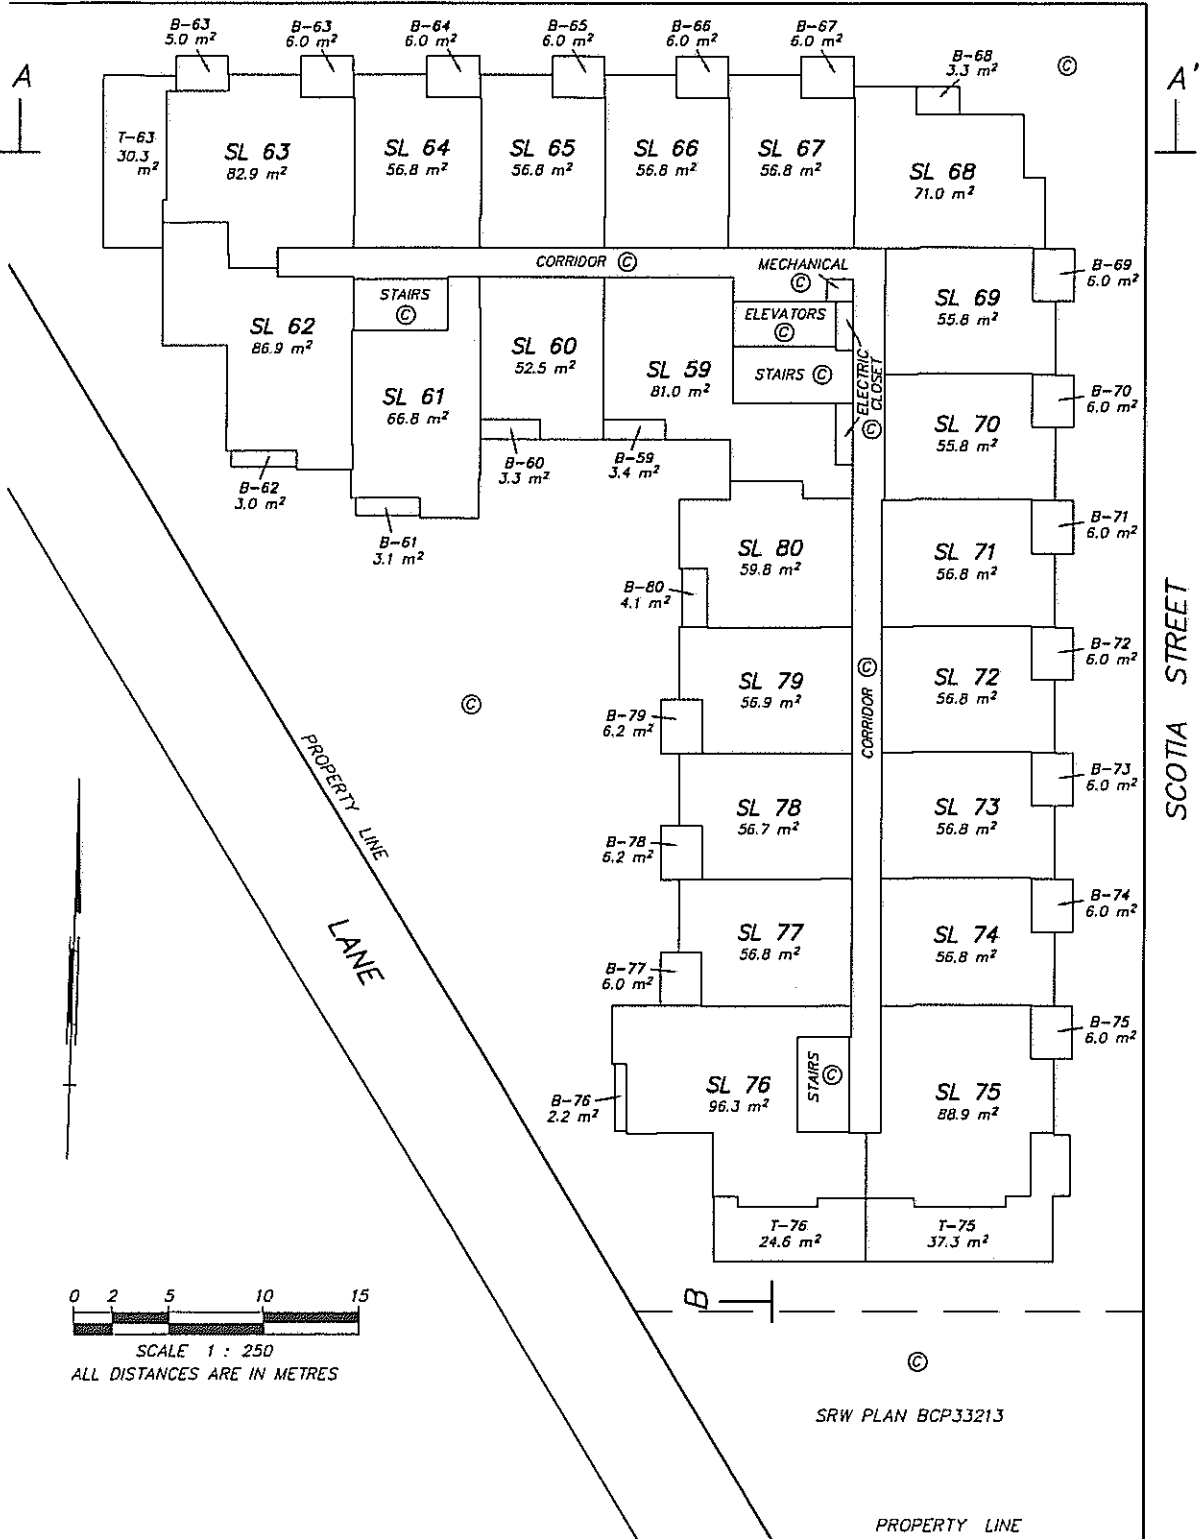 B-63
5.0 m²
B-63
6.0 m²
B-64
6.0 m²
B-65
6.0 m²
B-66
6.0 m²
B-67
6.0 m²
B-68
3.3 m²
©
A
A'
T-63
30.3
m²
SL 63
82.9 m²
SL 64
56.8 m²
SL 65
56.8 m²
SL 66
56.8 m²
SL 67
56.8 m²
SL 68
71.0 m²
CORRIDOR ©
MECHANICAL
©
B-69
6.0 m²
STAIRS
©
ELEVATORS
©
SL 69
55.8 m²
SL 62
86.9 m²
SL 60
52.5 m²
SL 59
81.0 m²
STAIRS ©
ELECTRIC
CLOSET
©
SL 61
66.8 m²
B-70
6.0 m²
SL 70
55.8 m²
B-62
3.0 m²
B-60
3.3 m²
B-59
3.4 m²
B-61
3.1 m²
SL 80
59.8 m²
SL 71
56.8 m²
B-71
6.0 m²
B-80
4.1 m²
SCOTIA STREET
SL 79
56.9 m²
CORRIDOR ©
SL 72
56.8 m²
B-72
6.0 m²
©
B-79
6.2 m²
PROPERTY LINE
SL 78
56.7 m²
SL 73
56.8 m²
B-73
6.0 m²
B-78
6.2 m²
LANE
SL 77
56.8 m²
SL 74
56.8 m²
B-74
6.0 m²
B-77
6.0 m²
B-75
6.0 m²
STAIRS ©
SL 76
96.3 m²
SL 75
88.9 m²
B-76
2.2 m²
T-76
24.6 m²
T-75
37.3 m²
B
0 2 5 10 15
SCALE 1 : 250
ALL DISTANCES ARE IN METRES
©
SRW PLAN BCP33213
PROPERTY LINE